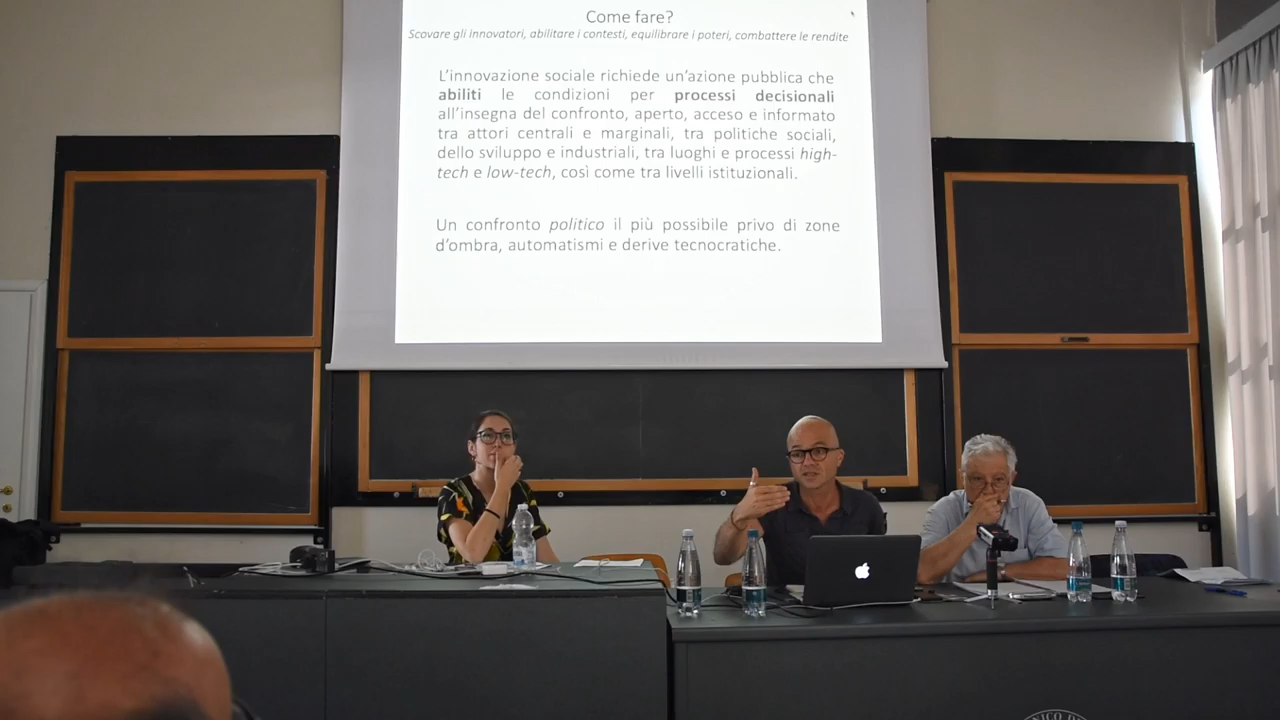 Come fare?
Scovare gli innovatori, abilitare i contesti, equilibrare i poteri, combattere le rendite
L'innovazione sociale richiede un'azione pubblica che
abiliti le condizioni per processi decisionali
all'insegna del confronto, aperto, acceso e informato
tra attori centrali e marginali, tra politiche sociali,
dello sviluppo e industriali, tra luoghi e processi high-
tech e low-tech, così come tra livelli istituzionali.
Un confronto politico il più possibile privo di zone
d'ombra, automatismi e derive tecnocratiche.